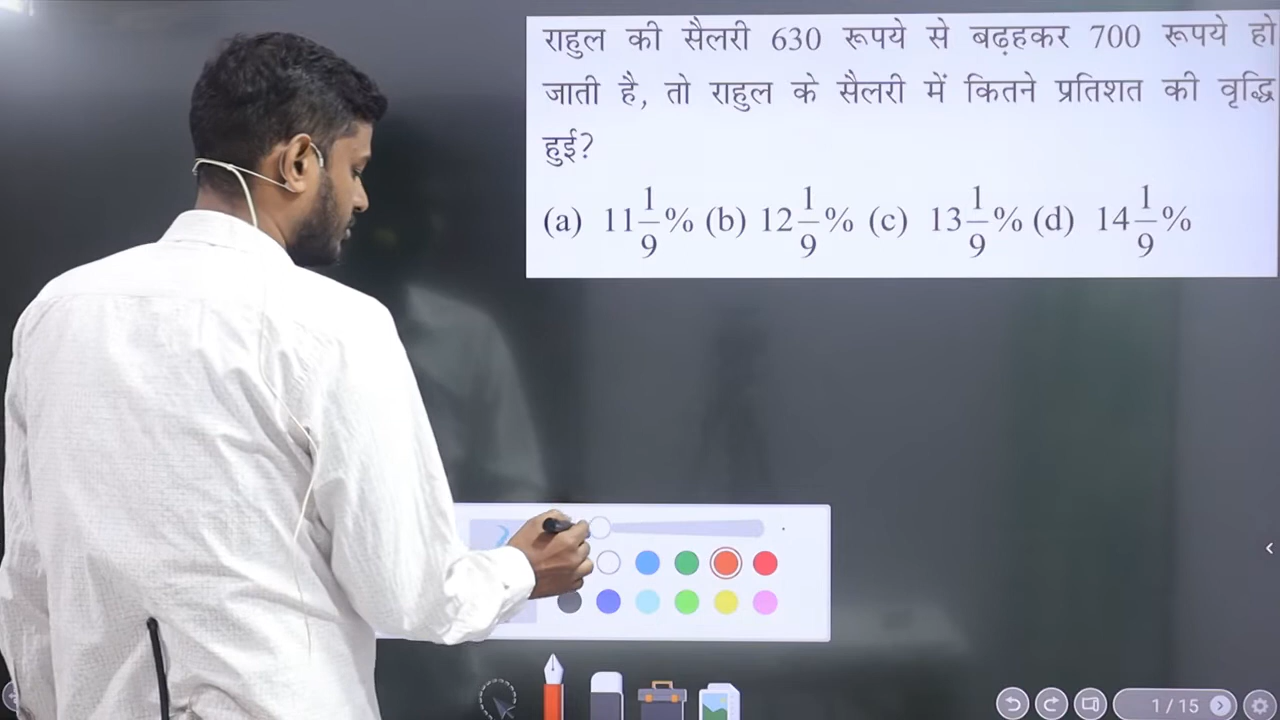 राहुल की सैलरी 630 रूपये से बढ़हकर 700 रूपये हो
जाती है, तो राहुल के सैलरी में कितने प्रतिशत की वृद्धि
हुई?
(a) 11 1/9 % (b) 12 1/9 % (c) 13 1/9 % (d) 14 1/9 %
1 / 15